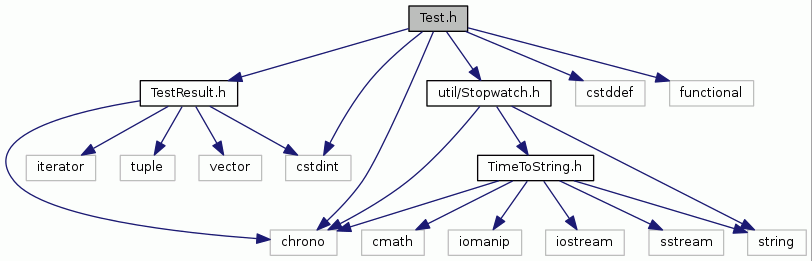 Test.h
TestResult.h
util/Stopwatch.h
cstddef
functional
iterator
tuple
vector
cstdint
TimeToString.h
chrono
cmath
iomanip
iostream
sstream
string